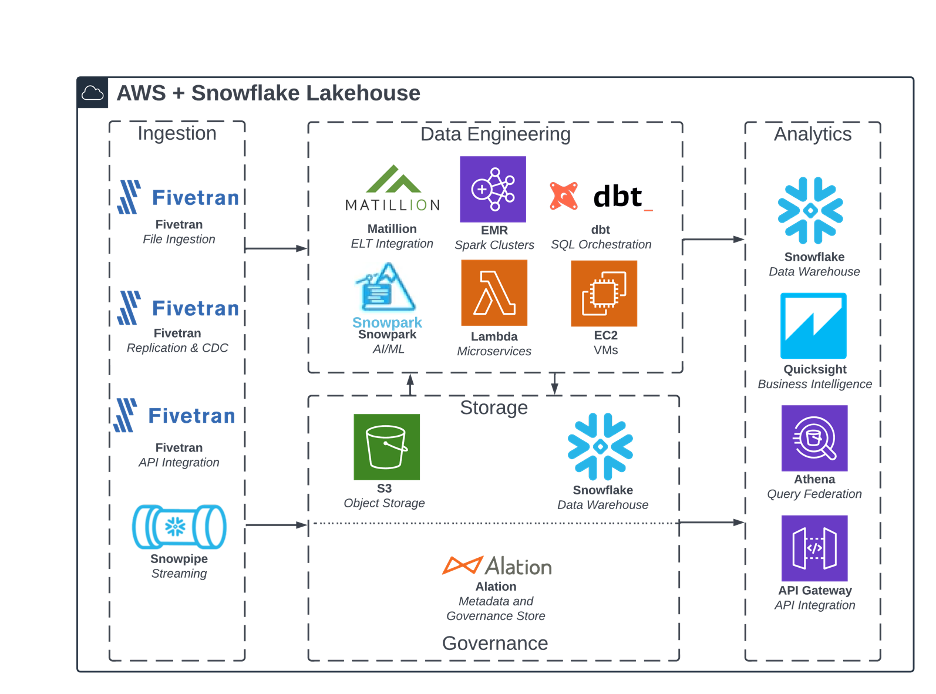 AWS + Snowflake Lakehouse
Ingestion
Fivetran
Fivetran
File Ingestion
Fivetran
Fivetran
Replication & CDC
Fivetran
Fivetran
API Integration
Snowpipe
Streaming
Data Engineering
MATILLION
Matillion
ELT Integration
EMR
Spark Clusters
dbt_
dbt
SQL Orchestration
Snowpark
Snowpark
AI/ML
Lambda
Microservices
EC2
VMs
Storage
S3
Object Storage
Snowflake
Data Warehouse
Alation
Alation
Metadata and
Governance Store
Governance
Analytics
Snowflake
Data Warehouse
Quicksight
Business Intelligence
Athena
Query Federation
</>
API Gateway
API Integration